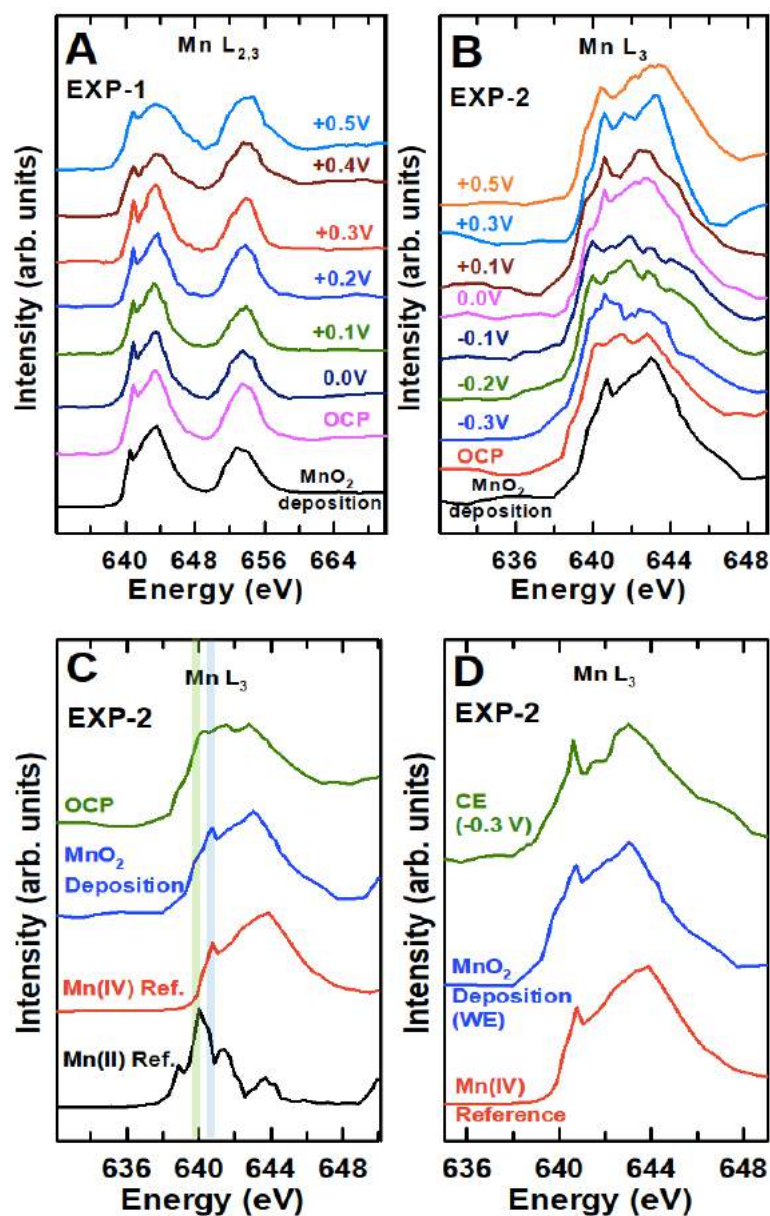 A
Mn L2,3
EXP-1
+0.5V
+0.4V
+0.3V
+0.2V
+0.1V
0.0V
OCP
MnO2
deposition
640 648 656 664
Energy (eV)
Intensity (arb. units)
B
Mn L3
EXP-2
+0.5V
+0.3V
+0.1V
0.0V
-0.1V
-0.2V
-0.3V
OCP
MnO2
deposition
636 640 644 648
Energy (eV)
Intensity (arb. units)
C
Mn L3
EXP-2
OCP
MnO2
Deposition
Mn(IV) Ref.
Mn(II) Ref.
636 640 644 648
Energy (eV)
Intensity (arb. units)
D
Mn L3
EXP-2
CE
(-0.3 V)
MnO2
Deposition
(WE)
Mn(IV)
Reference
636 640 644 648
Energy (eV)
Intensity (arb. units)